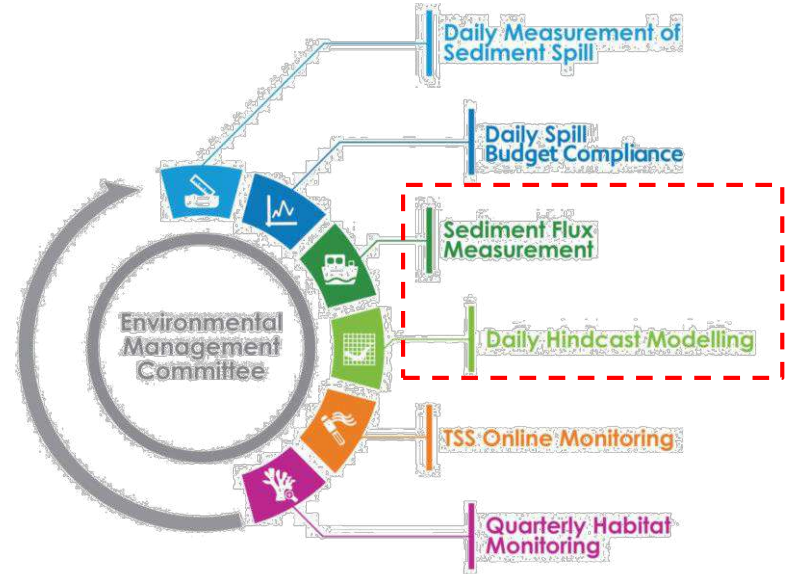 Daily Measurement of
Sediment Spill
Daily Spill
Budget Compliance
Sediment Flux
Measurement
Environmental
Management
Committee
Daily Hindcast Modelling
TSS Online Monitoring
Quarterly Habitat
Monitoring